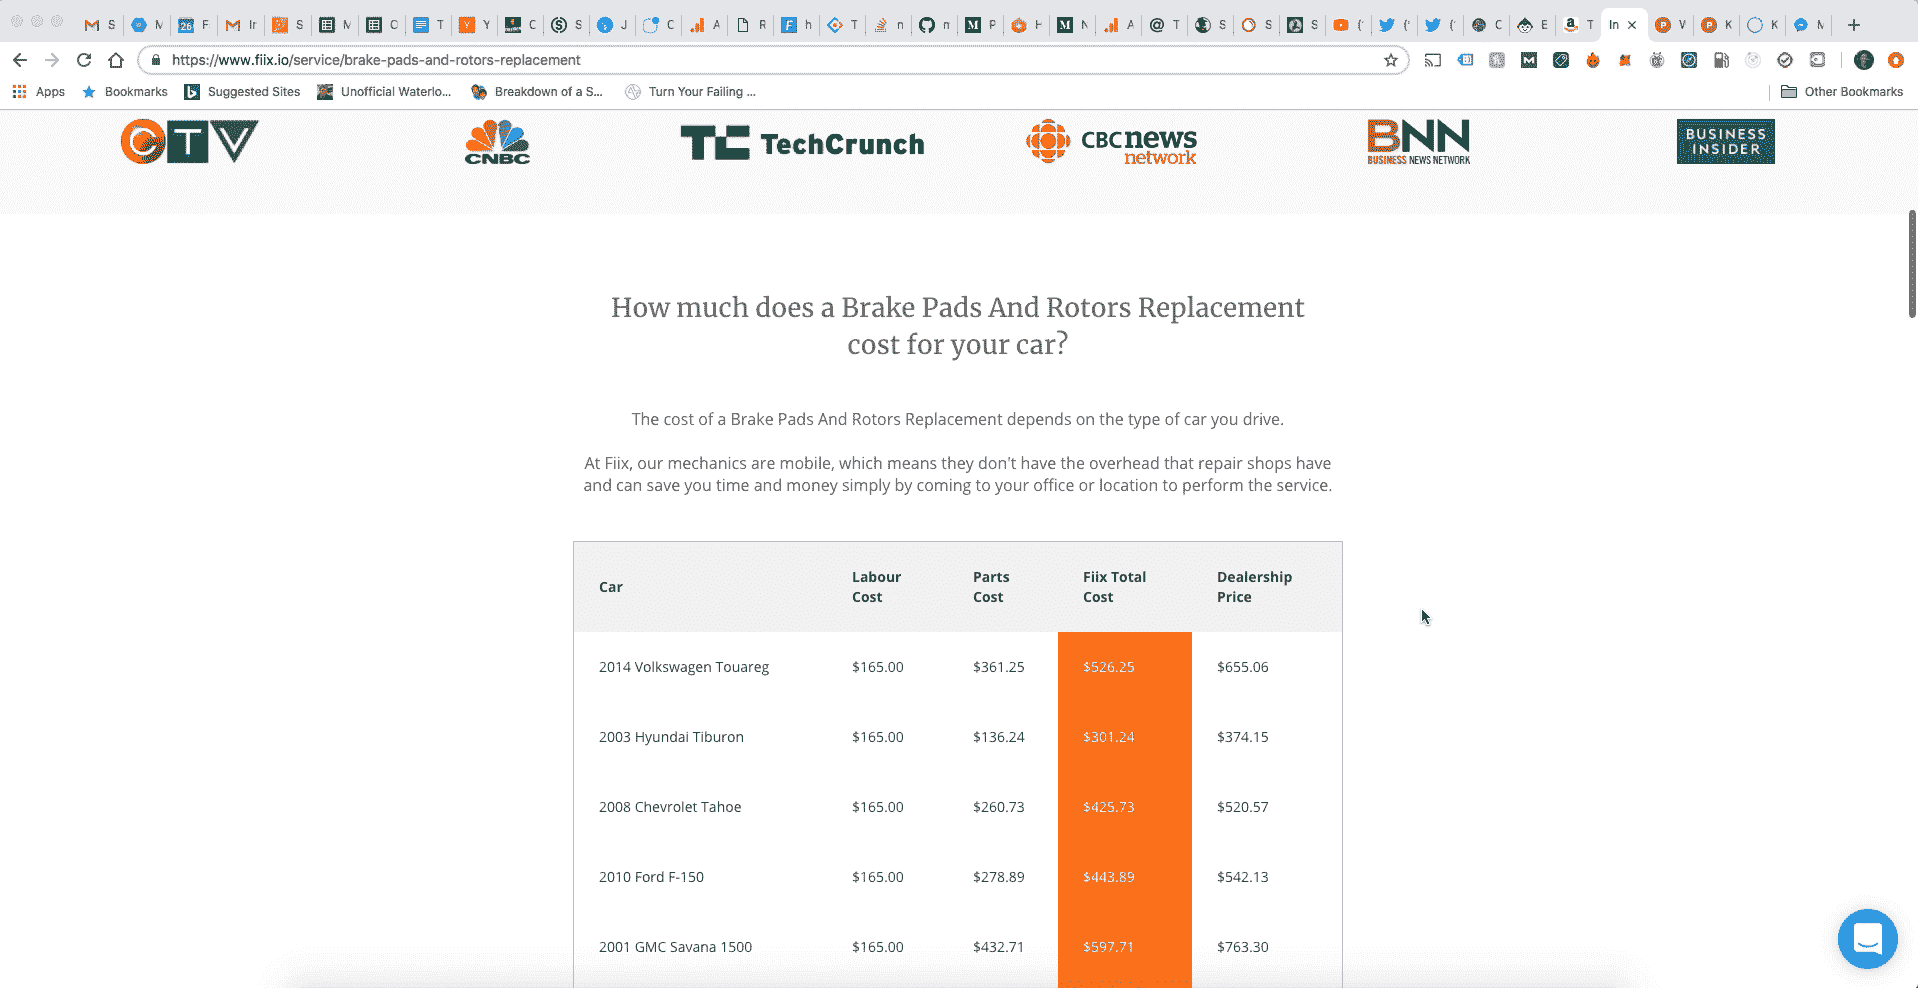 https://www.fiix.io/service/brake-pads-and-rotors-replacement
Apps Bookmarks Suggested Sites Unofficial Waterlo... Breakdown of a S... Turn Your Failing ... Other Bookmarks
CTV CNBC TC TechCrunch CBC news network BNN BUSINESS NEWS NETWORK BUSINESS INSIDER
How much does a Brake Pads And Rotors Replacement
cost for your car?
The cost of a Brake Pads And Rotors Replacement depends on the type of car you drive.
At Fiix, our mechanics are mobile, which means they don't have the overhead that repair shops have
and can save you time and money simply by coming to your office or location to perform the service.
Car Labour Cost Parts Cost Fiix Total Cost Dealership Price
2014 Volkswagen Touareg $165.00 $361.25 $526.25 $655.06
2003 Hyundai Tiburon $165.00 $136.24 $301.24 $374.15
2008 Chevrolet Tahoe $165.00 $260.73 $425.73 $520.57
2010 Ford F-150 $165.00 $278.89 $443.89 $542.13
2001 GMC Savana 1500 $165.00 $432.71 $597.71 $763.30